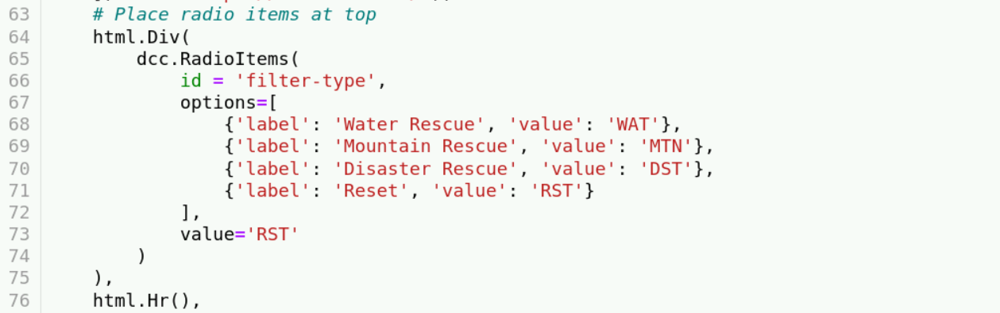 63 # Place radio items at top
64 html.Div(
65 dcc.RadioItems(
66 id = 'filter-type',
67 options=[
68 {'label': 'Water Rescue', 'value': 'WAT'},
69 {'label': 'Mountain Rescue', 'value': 'MTN'},
70 {'label': 'Disaster Rescue', 'value': 'DST'},
71 {'label': 'Reset', 'value': 'RST'}
72 ],
73 value='RST'
74 )
75 ),
76 html.Hr(),